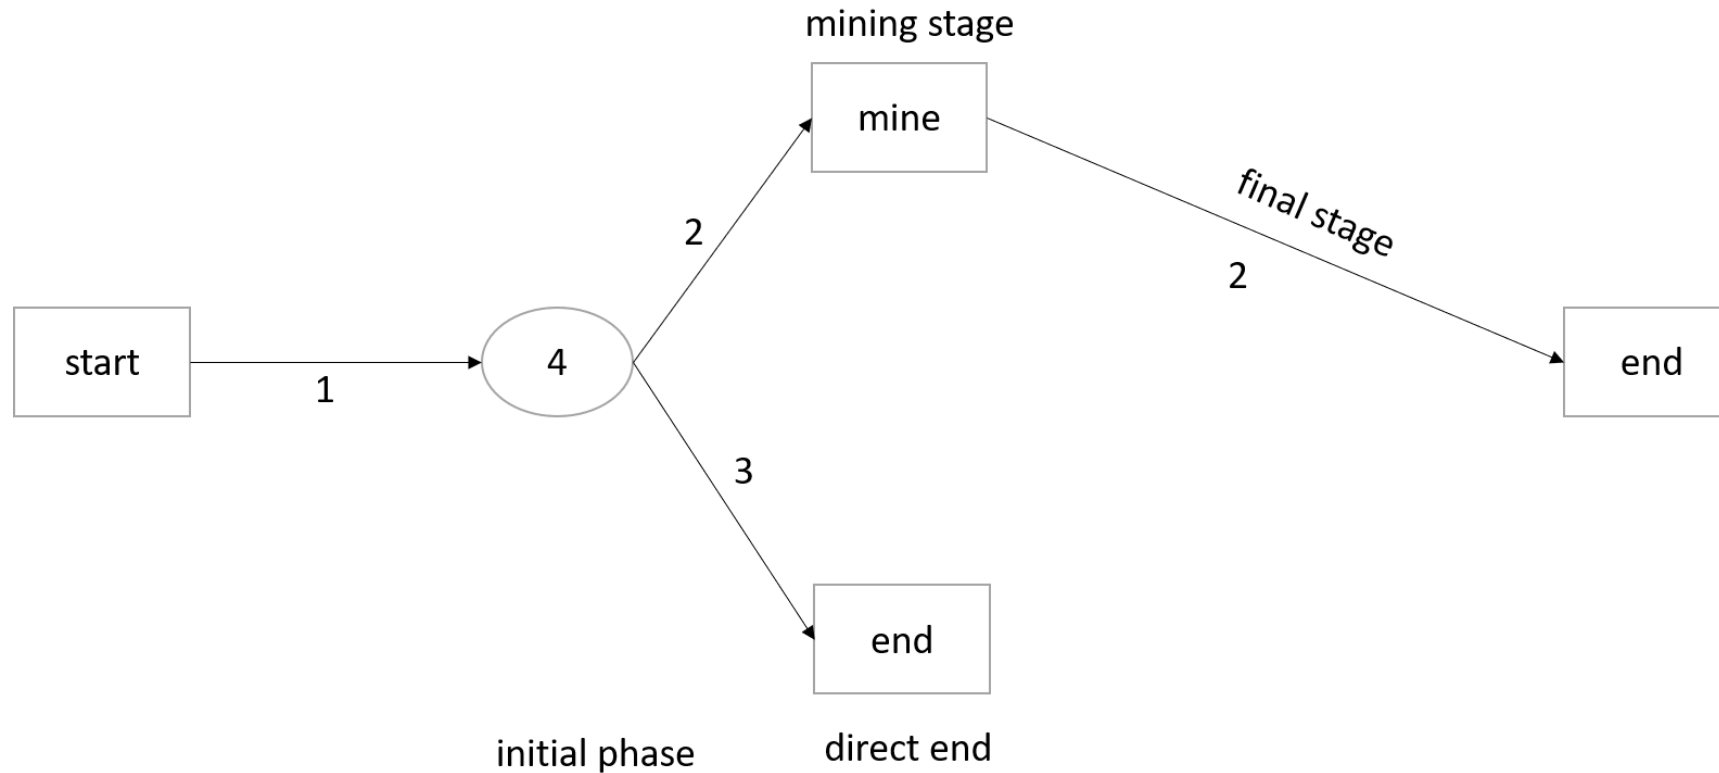 mining stage
mine
final stage
2
2
start
4
end
1
3
end
initial phase
direct end